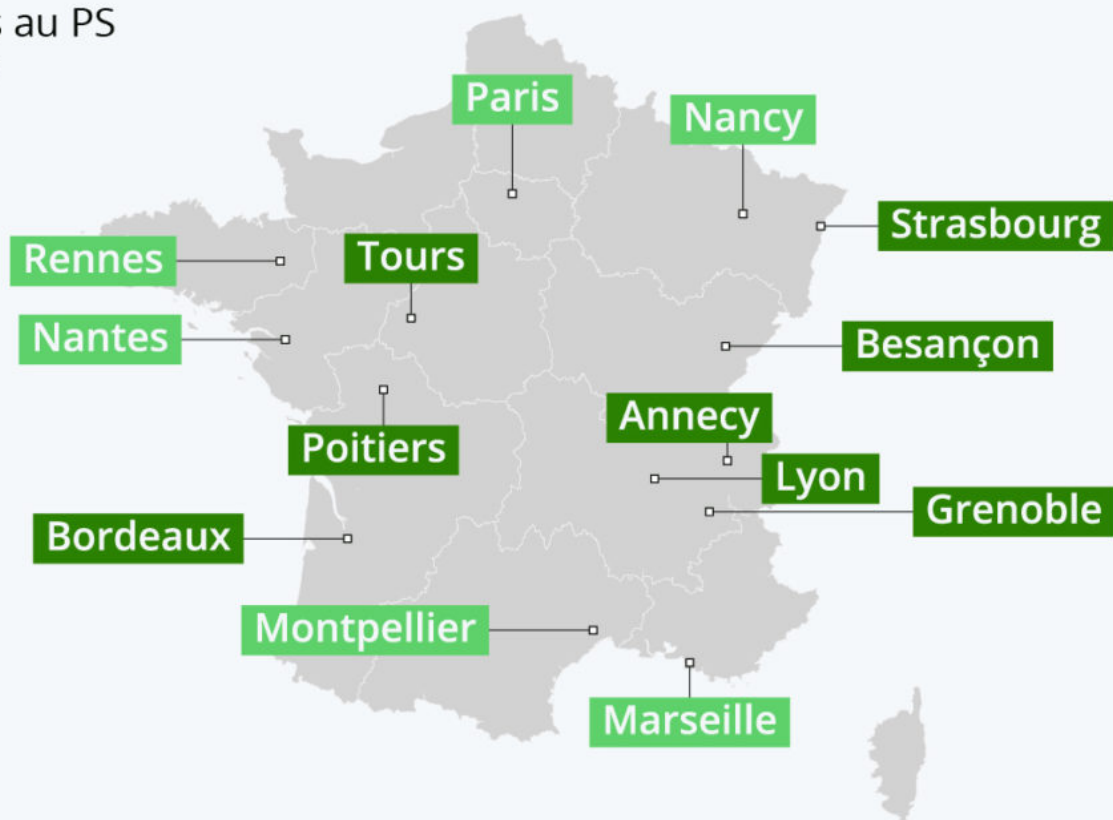 au PS
Paris
Nancy
Strasbourg
Rennes
Tours
Nantes
Besançon
Annecy
Poitiers
Lyon
Grenoble
Bordeaux
Montpellier
Marseille